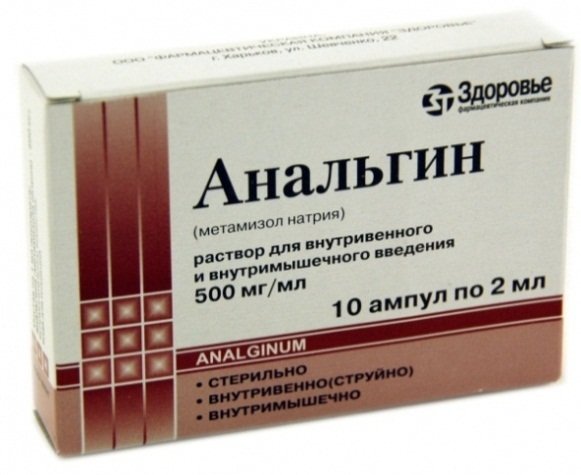 ООО "ФАРМАЦЕВТИЧЕСКАЯ КОМПАНИЯ "ЗДОРОВЬЕ"
г. Харьков, ул. Шевченко, 22
Здоровье
фармацевтическая компания
Анальгин
(метамизол натрия)
раствор для внутривенного
и внутримышечного введения
500 мг/мл
10 ампул по 2 мл
ANALGINUM
• СТЕРИЛЬНО
• ВНУТРИВЕННО(СТРУЙНО)
• ВНУТРИМЫШЕЧНО